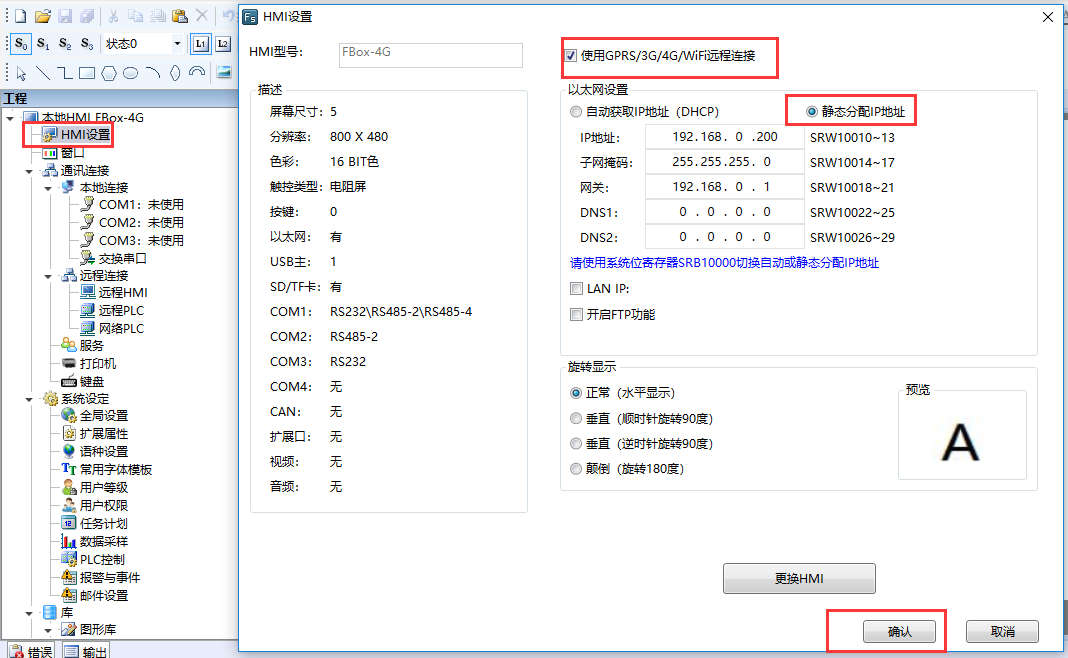 HMI设置
S0 S1 S2 S3 状态0 L1 L2
工程
本地HMI FBox-4G
HMI设置
窗口
通讯连接
本地连接
COM1：未使用
COM2：未使用
COM3：未使用
交换串口
远程连接
远程HMI
远程PLC
网络PLC
服务
打印机
键盘
系统设定
全局设置
扩展属性
语种设置
常用字体模板
用户等级
用户权限
任务计划
数据采样
PLC控制
报警与事件
邮件设置
库
图形库
错误 输出
HMI型号： FBox-4G
描述
屏幕尺寸： 5
分辨率： 800 X 480
色彩： 16 BIT色
触控类型： 电阻屏
按键： 0
以太网： 有
USB主： 1
SD/TF卡： 有
COM1： RS232\RS485-2\RS485-4
COM2： RS485-2
COM3： RS232
COM4： 无
CAN： 无
扩展口： 无
视频： 无
音频： 无
使用GPRS/3G/4G/WiFi远程连接
以太网设置
自动获取IP地址（DHCP） 静态分配IP地址
IP地址： 192.168. 0 .200 SRW10010~13
子网掩码： 255.255.255. 0 SRW10014~17
网关： 192.168. 0 . 1 SRW10018~21
DNS1： 0 . 0 . 0 . 0 SRW10022~25
DNS2： 0 . 0 . 0 . 0 SRW10026~29
请使用系统位寄存器SRB10000切换自动或静态分配IP地址
LAN IP:
开启FTP功能
旋转显示
正常（水平显示）
垂直（顺时针旋转90度）
垂直（逆时针旋转90度）
颠倒（旋转180度）
预览
A
更换HMI
确认 取消